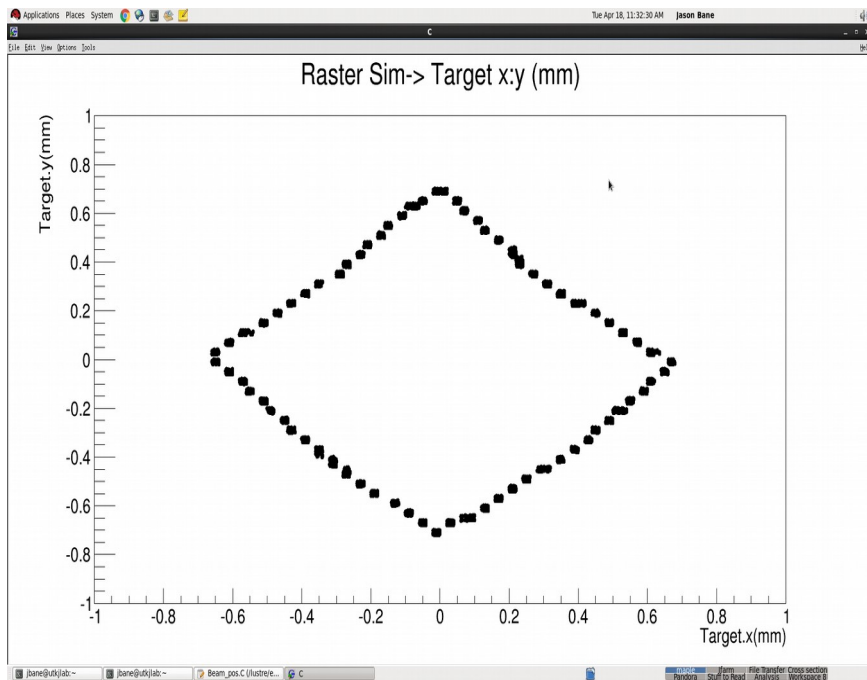 Applications Places System Tue Apr 18, 11:32:30 AM Jason Bane
C
File Edit View Options Tools Hel
Raster Sim-> Target x:y (mm)
Target.y(mm)
1
0.8
0.6
0.4
0.2
0
-0.2
-0.4
-0.6
-0.8
-1
-1 -0.8 -0.6 -0.4 -0.2 0 0.2 0.4 0.6 0.8 1
Target.x(mm)
jbane@utkjlab:~ jbane@utkjlab:~ Beam_pos.C (/lustre/e... C
maple Jfarm File Transfer Cross section
Pandora Stuff to Read Analysis Workspace 8